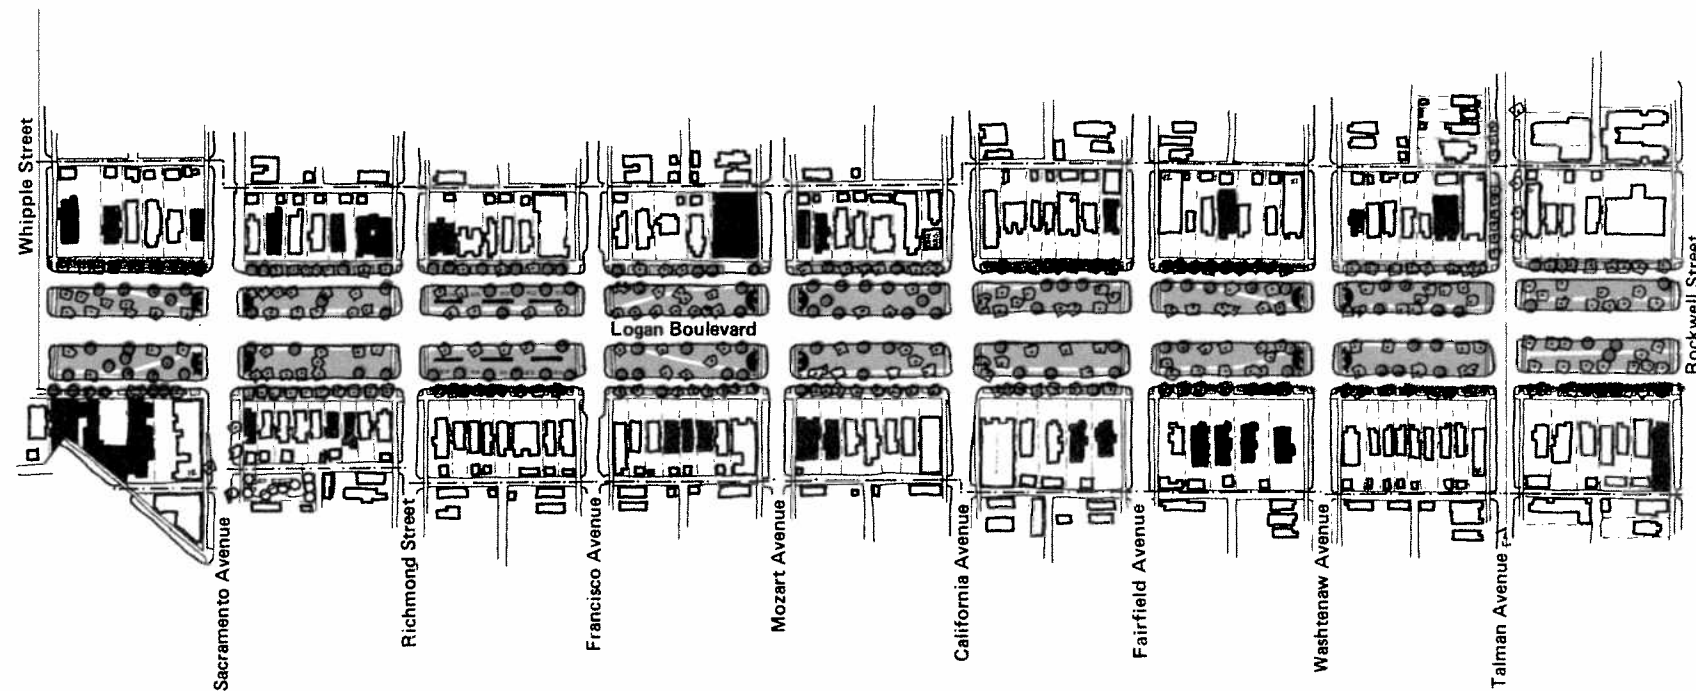 Whipple Street
Logan Boulevard
Rockwell Street
Sacramento Avenue
Richmond Street
Francisco Avenue
Mozart Avenue
California Avenue
Fairfield Avenue
Washtenaw Avenue
Talman Avenue